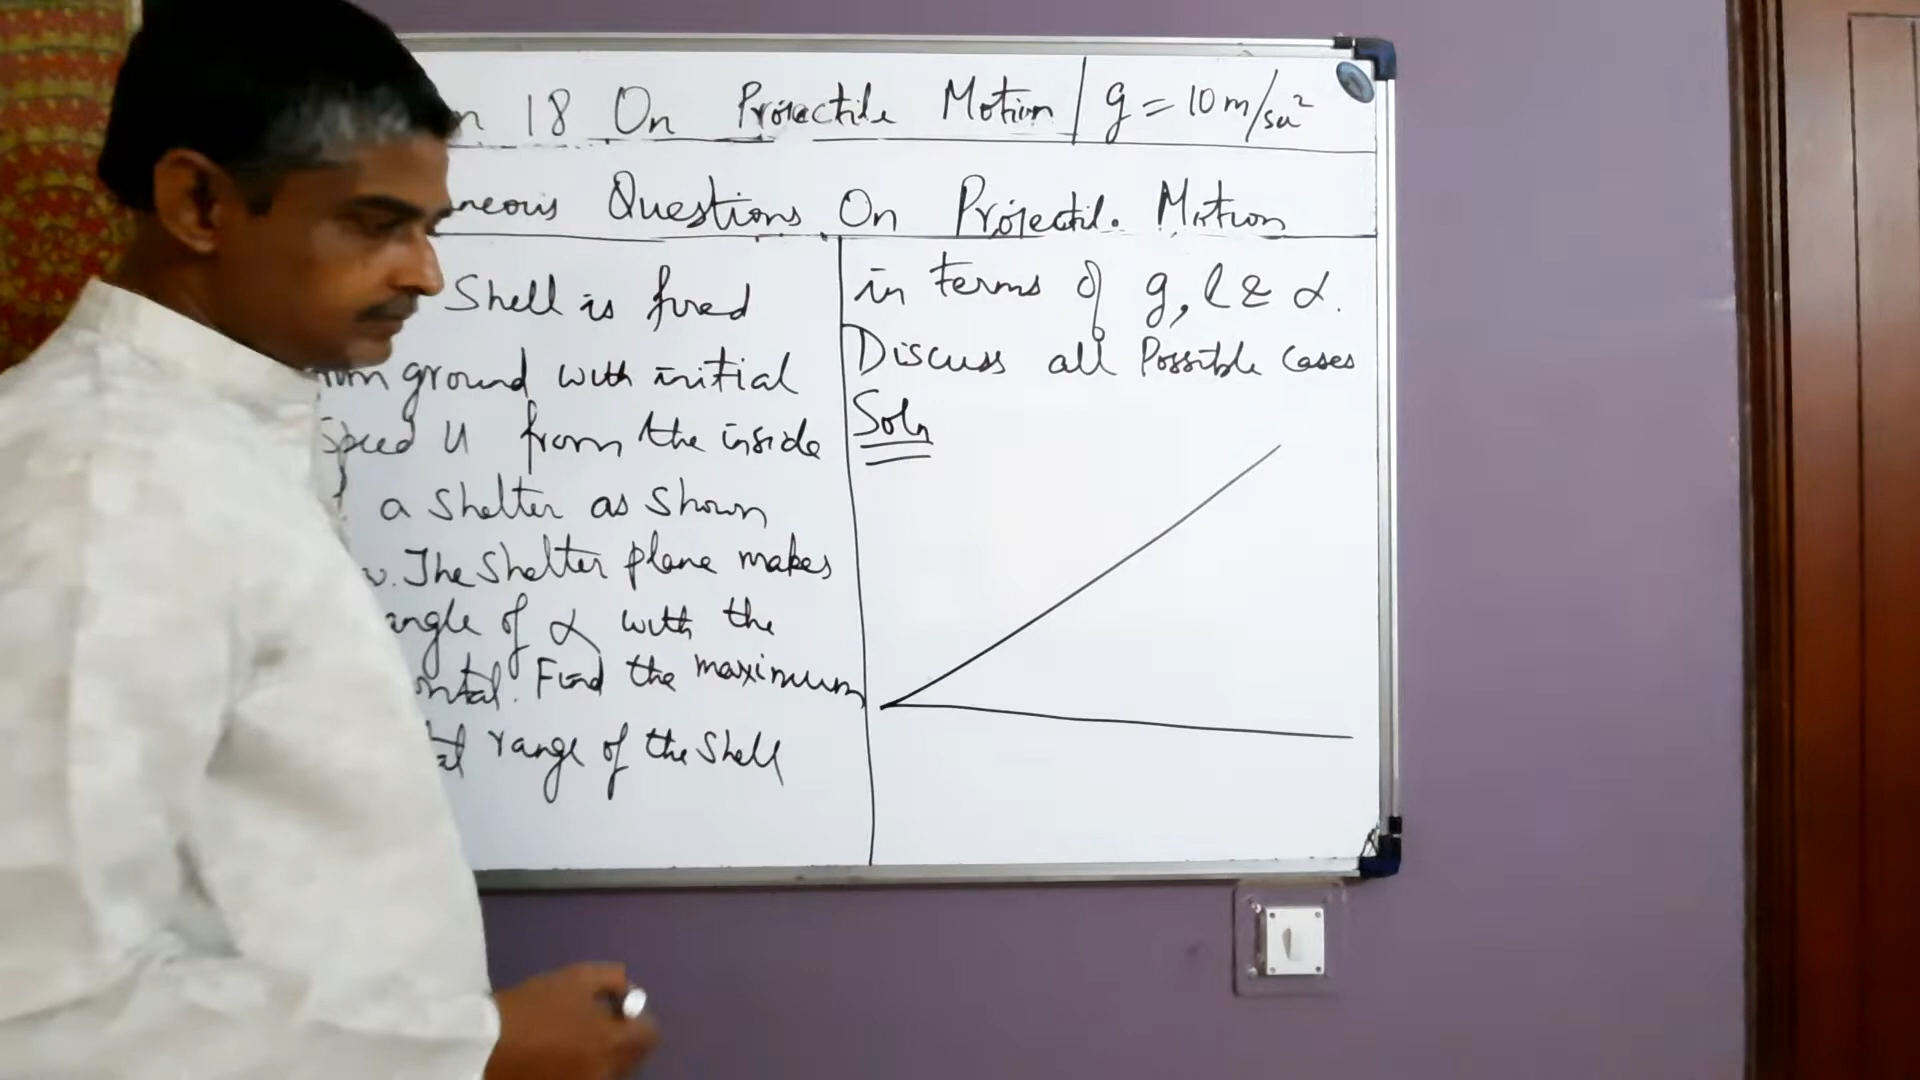 18 On Projectile Motion | g = 10 m/sec²
Questions On Projectile Motion
Shell is fired
ground with initial
Speed u from the inside
a shelter as shown
The Shelter plane makes
angle of α with the
Find the maximum
range of the Shell
in terms of g, l & α.
Discuss all Possible Cases
Soln